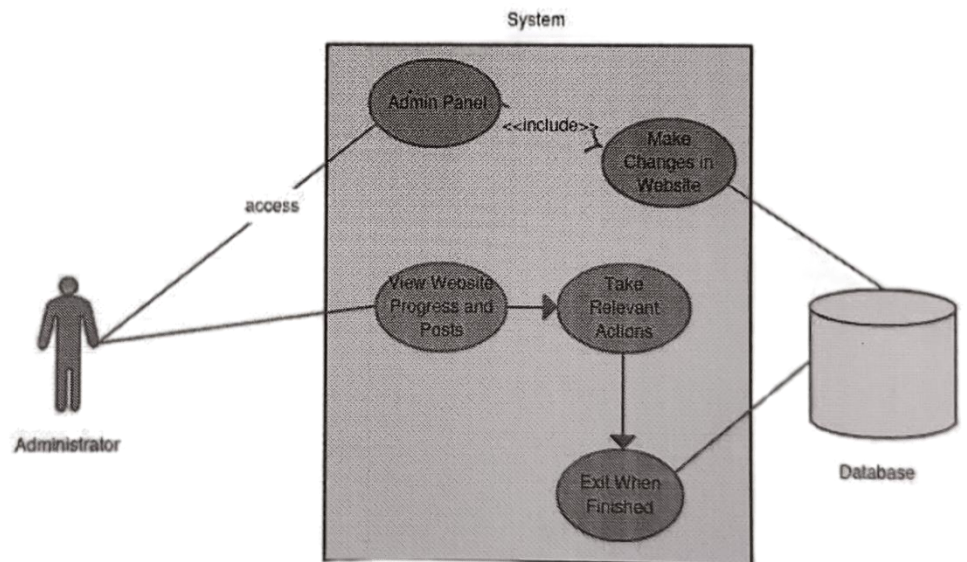 System
Admin Panel
<<include>>
Make
Changes in
Website
access
View Website
Progress and
Posts
Take
Relevant
Actions
Administrator
Exit When
Finished
Database